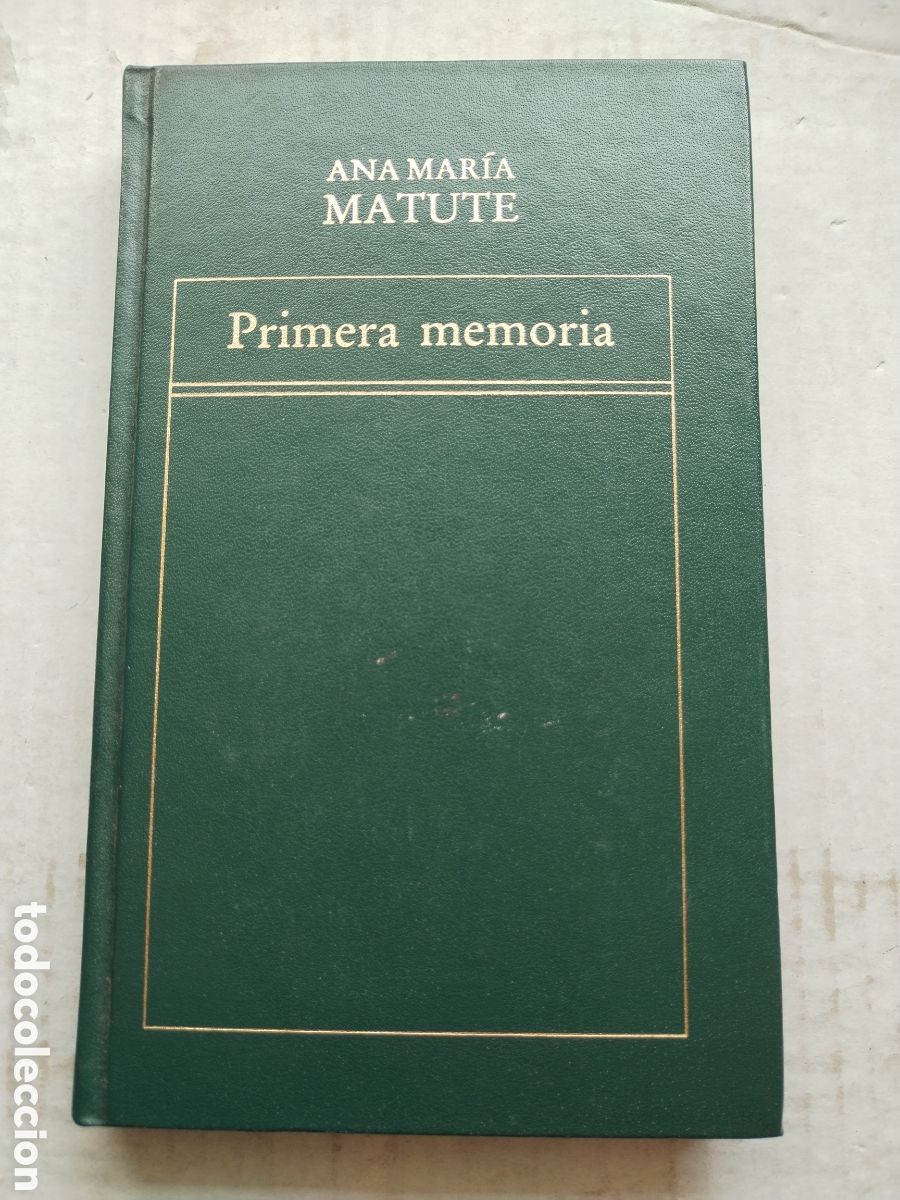 ANA MARÍA
MATUTE
Primera memoria
todocoleccion